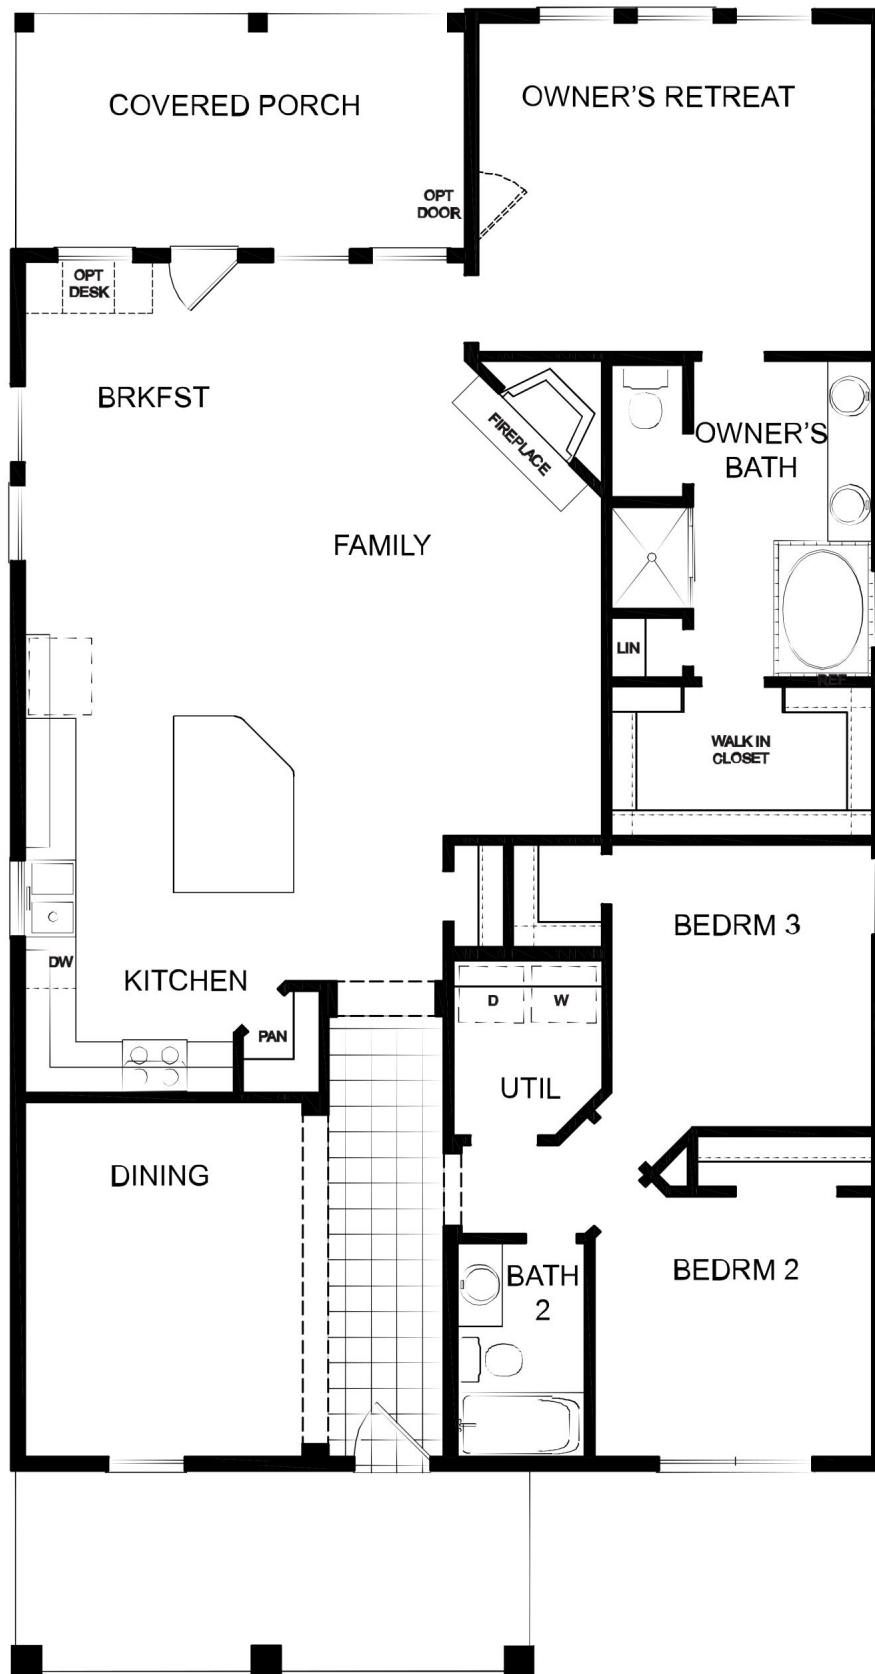 COVERED PORCH
OWNER'S RETREAT
OPT
DOOR
OPT
DESK
BRKFST
FIREPLACE
OWNER'S
BATH
FAMILY
LIN
REF
WALK IN
CLOSET
BEDRM 3
DW
KITCHEN
D
W
PAN
UTIL
DINING
BATH
2
BEDRM 2